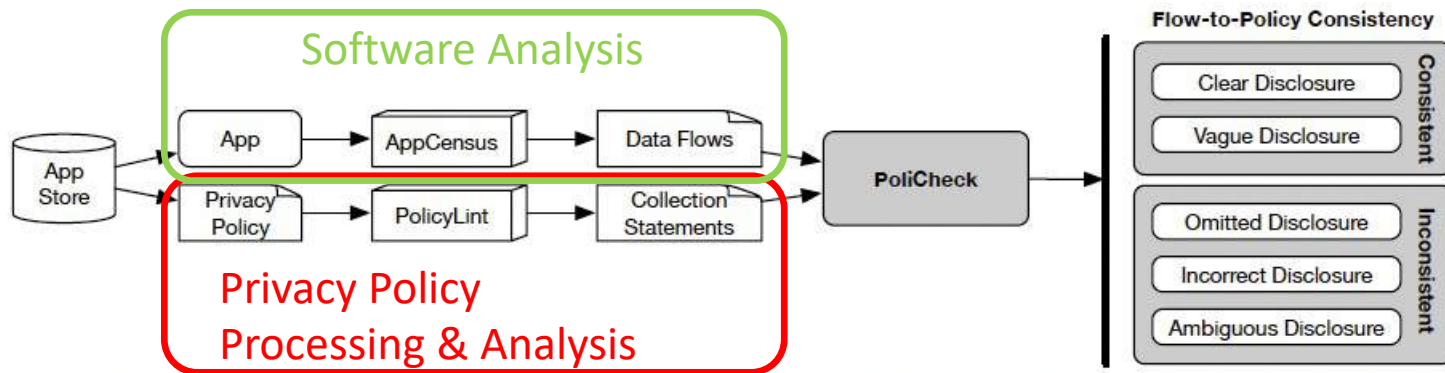 Flow-to-Policy Consistency
Software Analysis
App
Store
App
AppCensus
Data Flows
Privacy
Policy
PolicyLint
Collection
Statements
Privacy Policy
Processing & Analysis
PoliCheck
Clear Disclosure
Vague Disclosure
Consistent
Omitted Disclosure
Incorrect Disclosure
Ambiguous Disclosure
Inconsistent